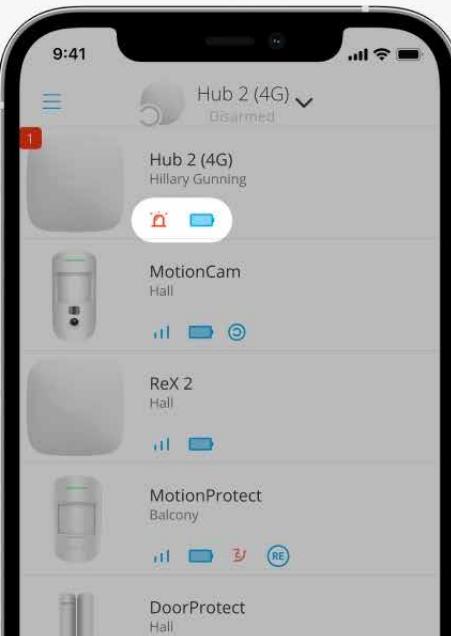 9:41
Hub 2 (4G)
Disarmed
1
Hub 2 (4G)
Hillary Gunning
MotionCam
Hall
ReX 2
Hall
MotionProtect
Balcony
RE
DoorProtect
Hall